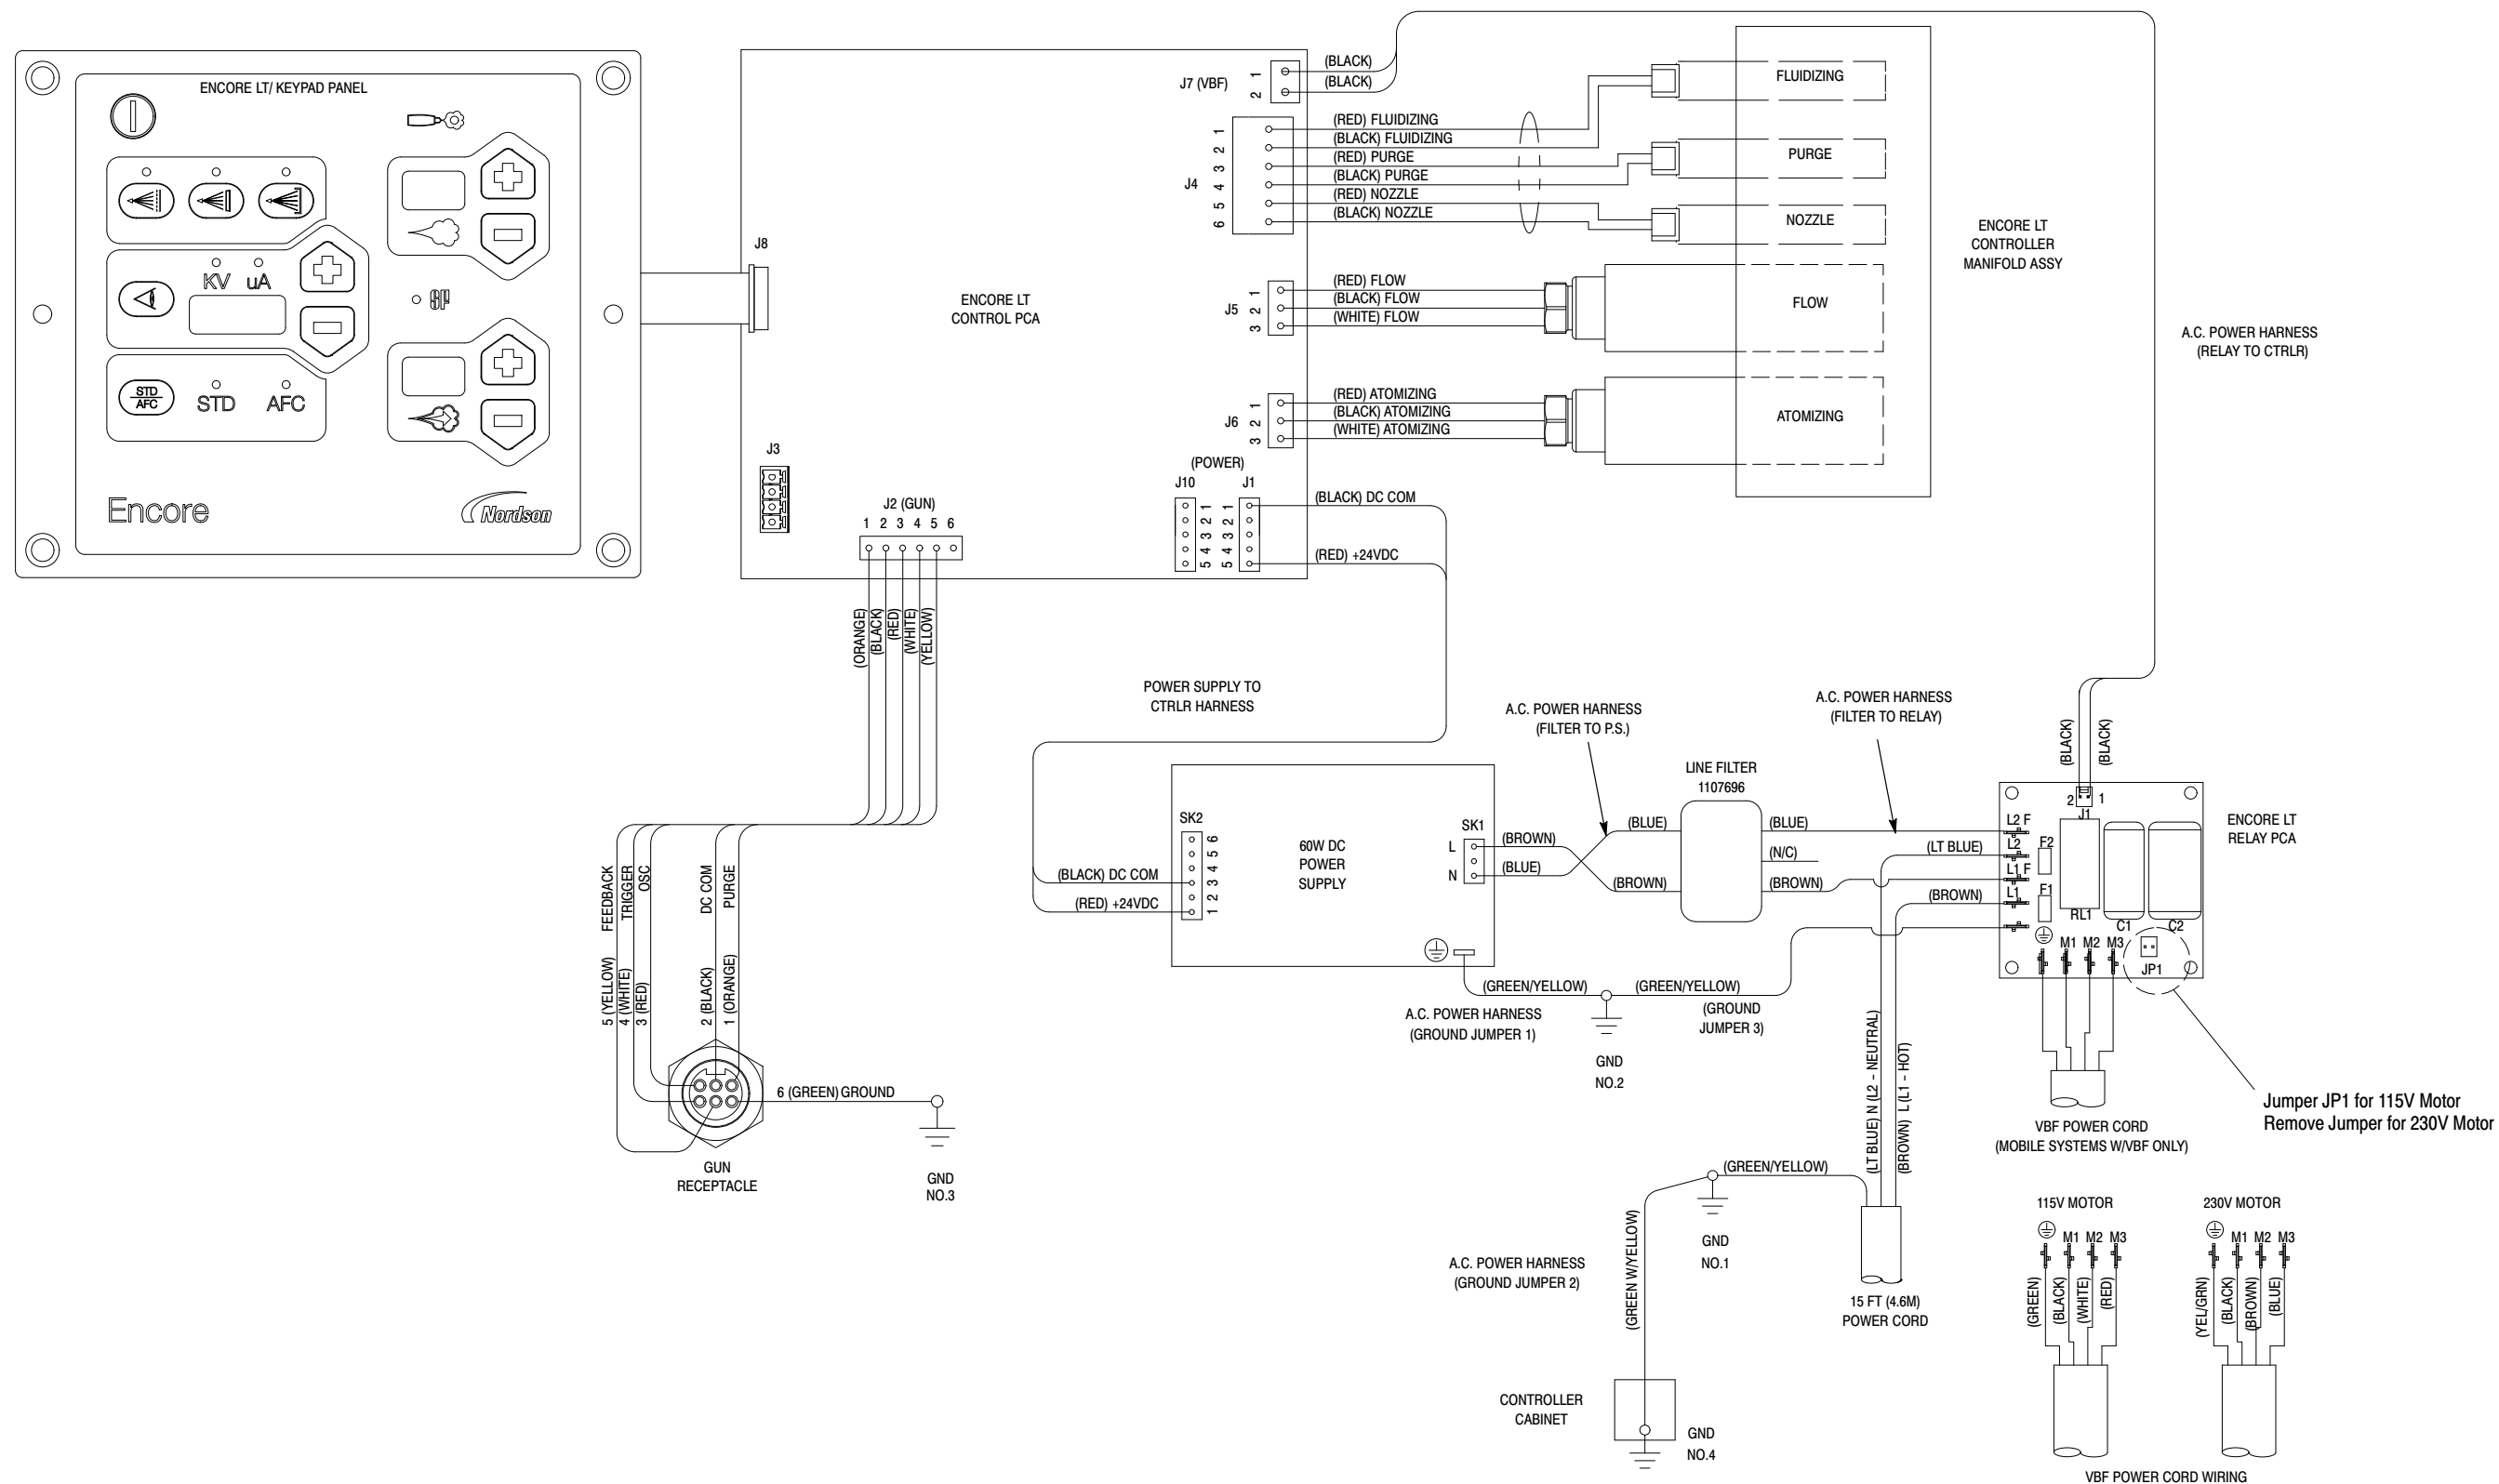 ENCORE LT/ KEYPAD PANEL
KV uA
SP
STD
AFC
STD AFC
Encore
Nordson
J8
ENCORE LT
CONTROL PCA
J3
J2 (GUN)
1 2 3 4 5 6
(ORANGE)
(BLACK)
(RED)
(WHITE)
(YELLOW)
J7 (VBF)
1
2
(BLACK)
(BLACK)
J4
1
2
3
4
5
6
(RED) FLUIDIZING
(BLACK) FLUIDIZING
(RED) PURGE
(BLACK) PURGE
(RED) NOZZLE
(BLACK) NOZZLE
J5
1
2
3
(RED) FLOW
(BLACK) FLOW
(WHITE) FLOW
J6
1
2
3
(RED) ATOMIZING
(BLACK) ATOMIZING
(WHITE) ATOMIZING
(POWER)
J10 J1
1 1
2 2
3 3
4 4
5 5
(BLACK) DC COM
(RED) +24VDC
FLUIDIZING
PURGE
NOZZLE
FLOW
ATOMIZING
ENCORE LT
CONTROLLER
MANIFOLD ASSY
A.C. POWER HARNESS
(RELAY TO CTRLR)
POWER SUPPLY TO
CTRLR HARNESS
A.C. POWER HARNESS
(FILTER TO P.S.)
A.C. POWER HARNESS
(FILTER TO RELAY)
LINE FILTER
1107696
SK2
6
5
4
3
2
1
(BLACK) DC COM
(RED) +24VDC
60W DC
POWER
SUPPLY
SK1
L
N
(BROWN)
(BLUE)
(BLUE)
(BROWN)
(BLUE)
(N/C)
(BROWN)
(LT BLUE)
(BROWN)
(BLACK)
(BLACK)
2 1
J1
L2 F
L2
L1 F
L1
F2
F1
RL1
C1
C2
M1 M2 M3
JP1
ENCORE LT
RELAY PCA
(GREEN/YELLOW)
(GREEN/YELLOW)
A.C. POWER HARNESS
(GROUND JUMPER 1)
(GROUND
JUMPER 3)
GND
NO.2
5 (YELLOW) FEEDBACK
4 (WHITE) TRIGGER
3 (RED) OSC
2 (BLACK) DC COM
1 (ORANGE) PURGE
6 (GREEN) GROUND
GUN
RECEPTACLE
GND
NO.3
(LT BLUE) N (L2 - NEUTRAL)
(BROWN) L (L1 - HOT)
VBF POWER CORD
(MOBILE SYSTEMS W/VBF ONLY)
Jumper JP1 for 115V Motor
Remove Jumper for 230V Motor
(GREEN/YELLOW)
GND
NO.1
A.C. POWER HARNESS
(GROUND JUMPER 2)
(GREEN W/YELLOW)
15 FT (4.6M)
POWER CORD
CONTROLLER
CABINET
GND
NO.4
115V MOTOR
M1 M2 M3
(GREEN)
(BLACK)
(WHITE)
(RED)
230V MOTOR
M1 M2 M3
(YEL/GRN)
(BLACK)
(BROWN)
(BLUE)
VBF POWER CORD WIRING